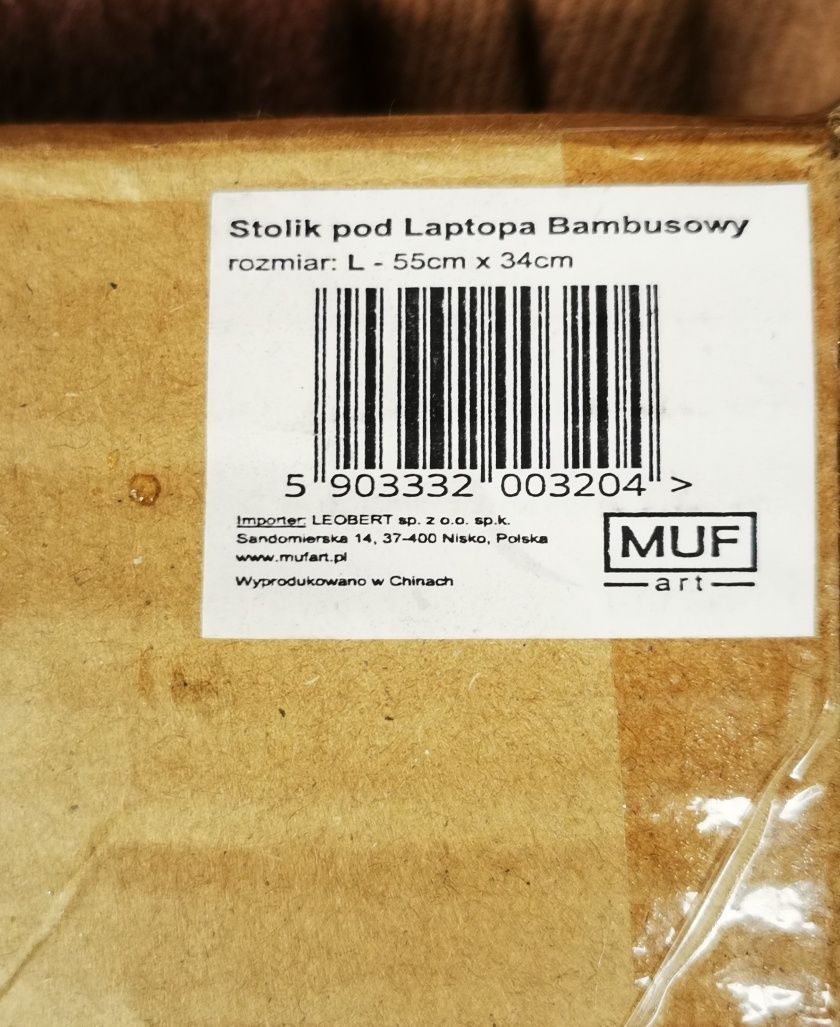 Stolik pod Laptopa Bambusowy
rozmiar: L - 55cm x 34cm
5 903332 003204 >
Importer: LEOBERT sp. z o.o. sp.k.
Sandomierska 14, 37-400 Nisko, Polska
www.mufart.pl
Wyprodukowano w Chinach
MUF
art